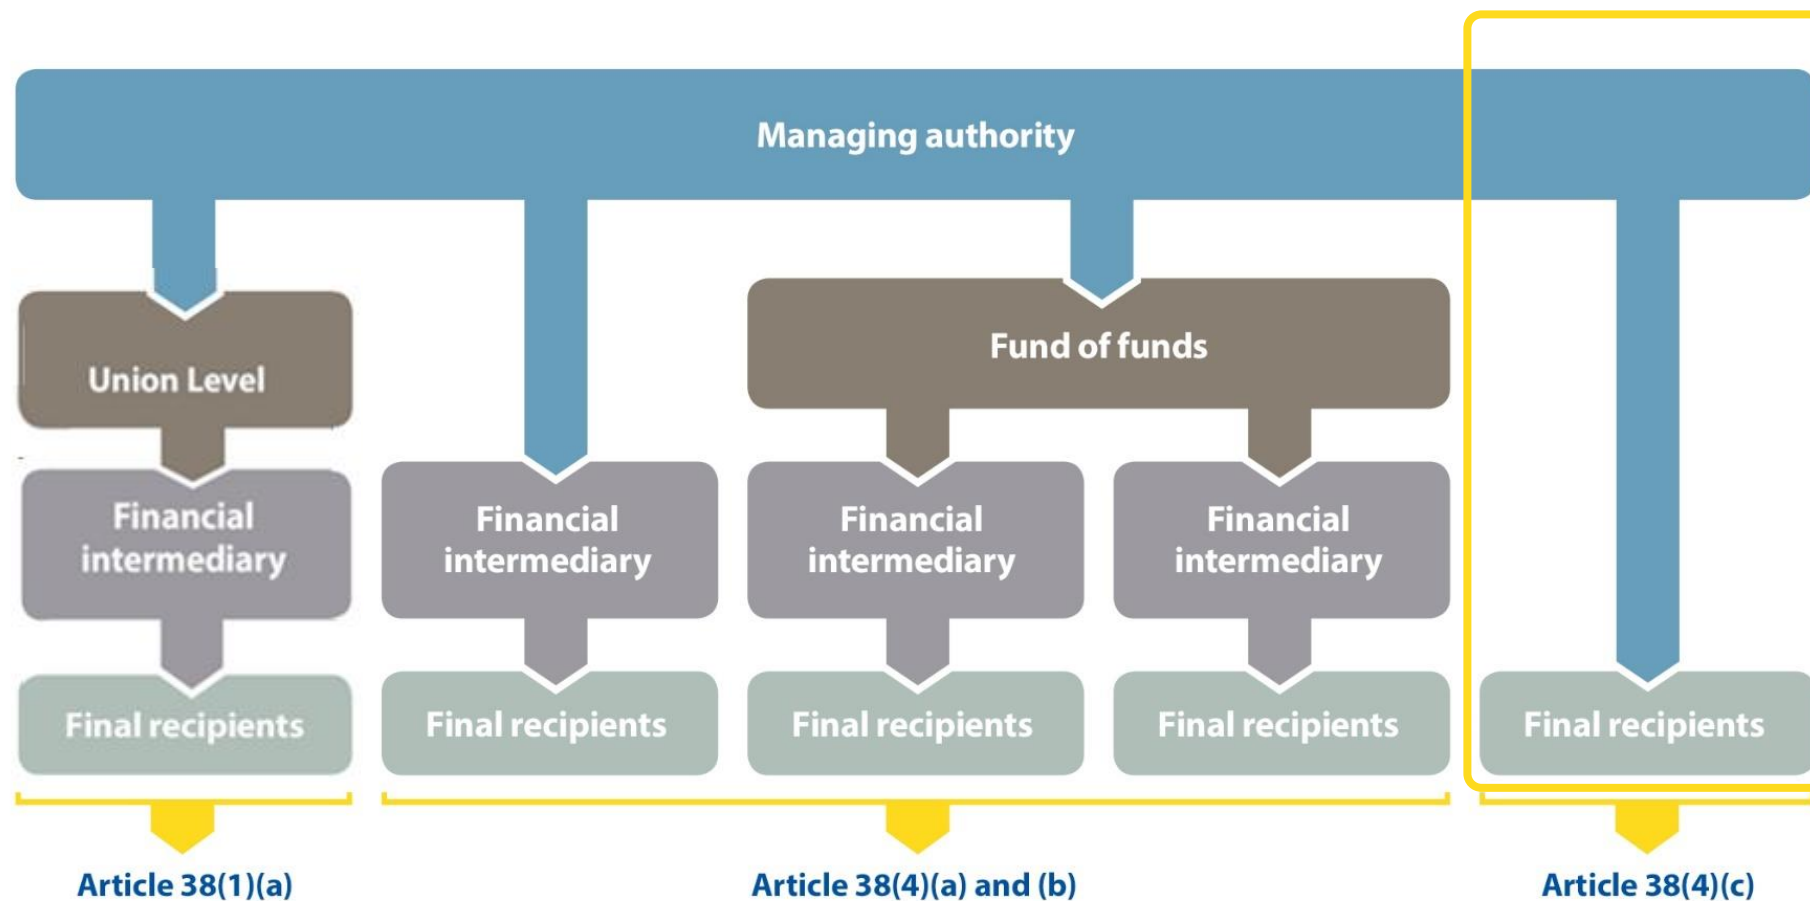 Managing authority
Fund of funds
Union Level
Financial
intermediary
Financial
intermediary
Financial
intermediary
Financial
intermediary
Final recipients
Final recipients
Final recipients
Final recipients
Final recipients
Article 38(1)(a)
Article 38(4)(a) and (b)
Article 38(4)(c)